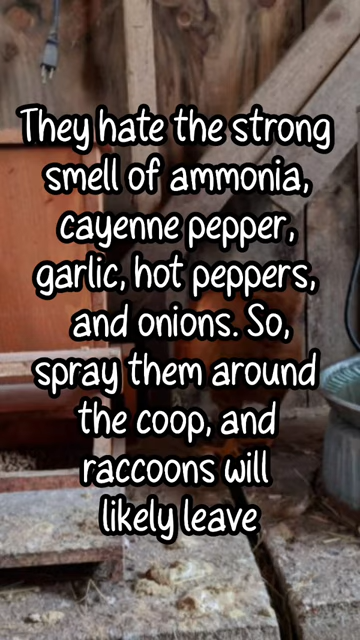 They hate the strong
smell of ammonia,
cayenne pepper,
garlic, hot peppers,
and onions. So,
spray them around
the coop, and
raccoons will
likely leave